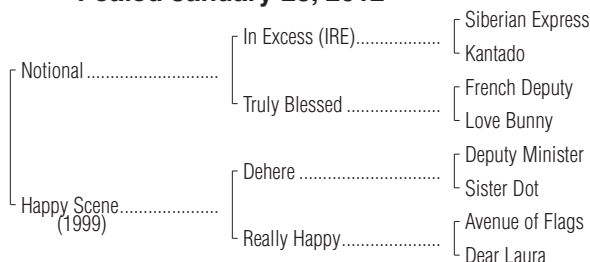 Foaled January 28, 2012
Siberian Express
In Excess (IRE)
Kantado
Notional
French Deputy
Truly Blessed
Love Bunny
Deputy Minister
Dehere
Sister Dot
Happy Scene
(1999)
Avenue of Flags
Really Happy
Dear Laura